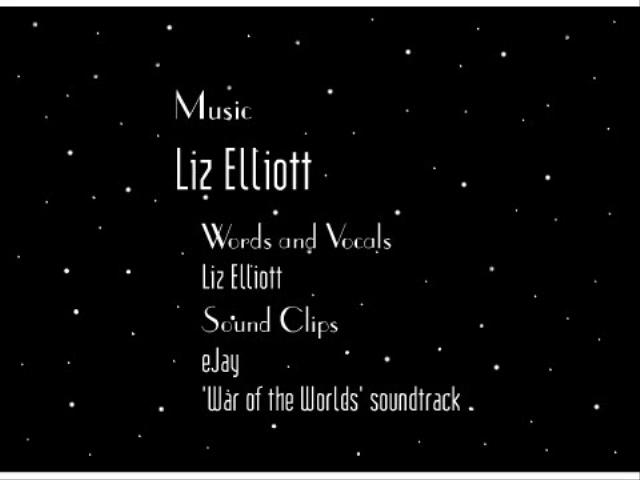 Music
Liz Elliott
Words and Vocals
Liz Elliott
Sound Clips
eJay
'War of the Worlds' soundtrack